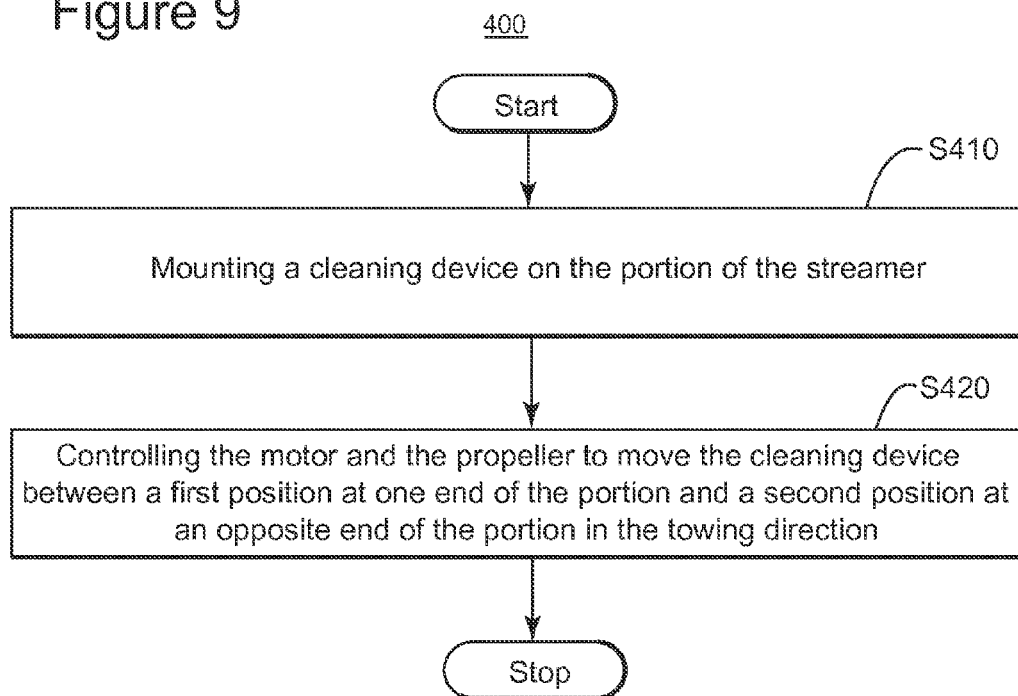 Figure 9
400
Start
S410
Mounting a cleaning device on the portion of the streamer
S420
Controlling the motor and the propeller to move the cleaning device
between a first position at one end of the portion and a second position at
an opposite end of the portion in the towing direction
Stop